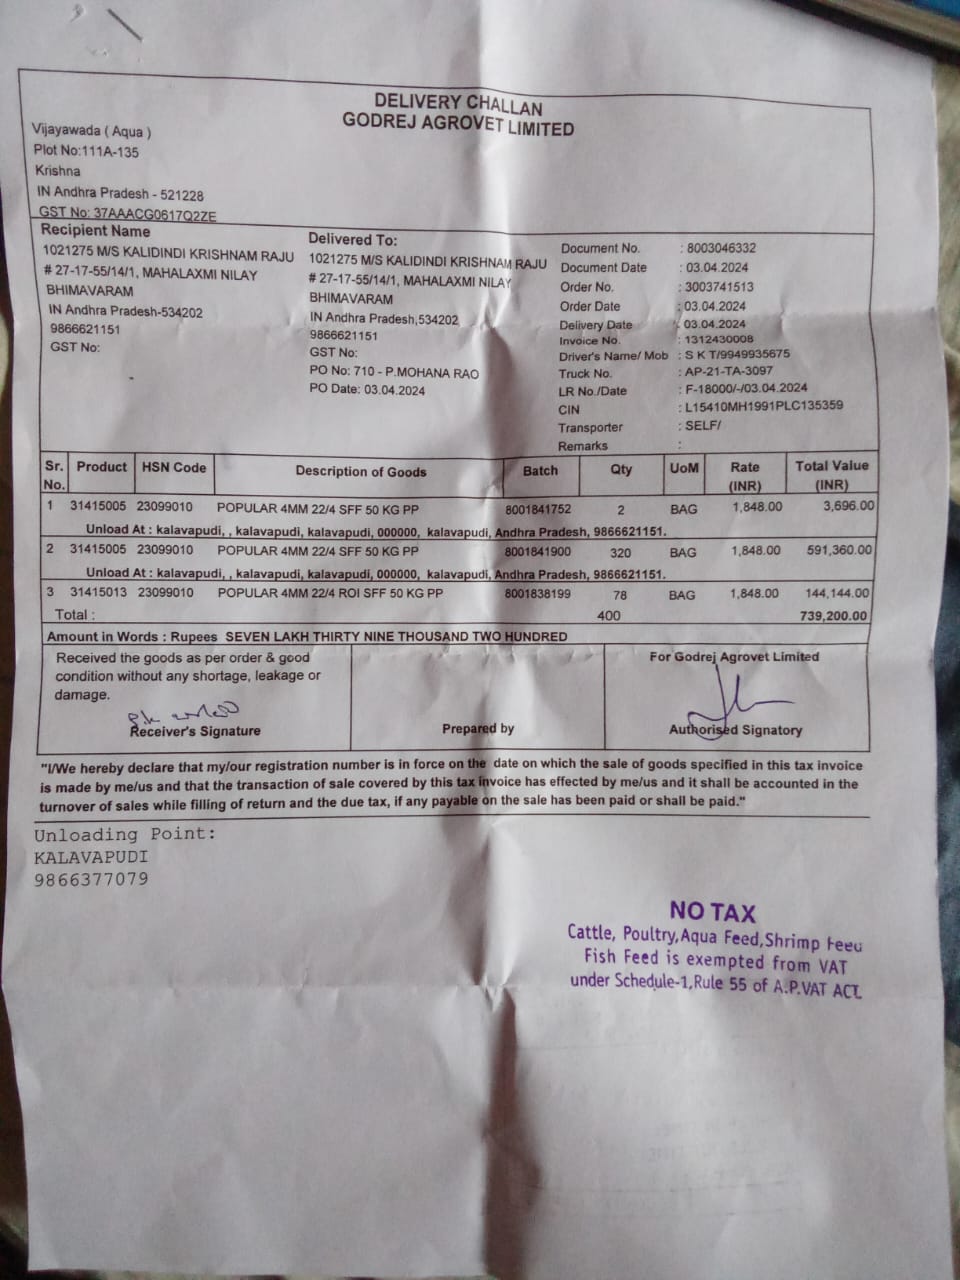 DELIVERY CHALLAN
GODREJ AGROVET LIMITED
Vijayawada ( Aqua )
Plot No:111A-135
Krishna
IN Andhra Pradesh - 521228
GST No: 37AAACG0617Q2ZE
Recipient Name
1021275 M/S KALIDINDI KRISHNAM RAJU
# 27-17-55/14/1, MAHALAXMI NILAY
BHIMAVARAM
IN Andhra Pradesh-534202
9866621151
GST No:
Delivered To:
1021275 M/S KALIDINDI KRISHNAM RAJU
# 27-17-55/14/1, MAHALAXMI NILAY
BHIMAVARAM
IN Andhra Pradesh,534202
9866621151
GST No:
PO No: 710 - P.MOHANA RAO
PO Date: 03.04.2024
Document No. : 8003046332
Document Date : 03.04.2024
Order No. : 3003741513
Order Date : 03.04.2024
Delivery Date : 03.04.2024
Invoice No. : 1312430008
Driver's Name/ Mob : S K T/9949935675
Truck No. : AP-21-TA-3097
LR No./Date : F-18000/-/03.04.2024
CIN : L15410MH1991PLC135359
Transporter : SELF/
Remarks :
Sr. No. Product HSN Code Description of Goods Batch Qty UoM Rate (INR) Total Value (INR)
1 31415005 23099010 POPULAR 4MM 22/4 SFF 50 KG PP 8001841752 2 BAG 1,848.00 3,696.00
Unload At : kalavapudi, , kalavapudi, kalavapudi, 000000, kalavapudi, Andhra Pradesh, 9866621151.
2 31415005 23099010 POPULAR 4MM 22/4 SFF 50 KG PP 8001841900 320 BAG 1,848.00 591,360.00
Unload At : kalavapudi, , kalavapudi, kalavapudi, 000000, kalavapudi, Andhra Pradesh, 9866621151.
3 31415013 23099010 POPULAR 4MM 22/4 ROI SFF 50 KG PP 8001838199 78 BAG 1,848.00 144,144.00
Total : 400 739,200.00
Amount in Words : Rupees SEVEN LAKH THIRTY NINE THOUSAND TWO HUNDRED
Received the goods as per order & good
condition without any shortage, leakage or
damage.
Receiver's Signature
Prepared by
For Godrej Agrovet Limited
Authorised Signatory
"I/We hereby declare that my/our registration number is in force on the date on which the sale of goods specified in this tax invoice
is made by me/us and that the transaction of sale covered by this tax invoice has effected by me/us and it shall be accounted in the
turnover of sales while filling of return and the due tax, if any payable on the sale has been paid or shall be paid."
Unloading Point:
KALAVAPUDI
9866377079
NO TAX
Cattle, Poultry,Aqua Feed,Shrimp Feed
Fish Feed is exempted from VAT
under Schedule-1,Rule 55 of A.P.VAT ACT.